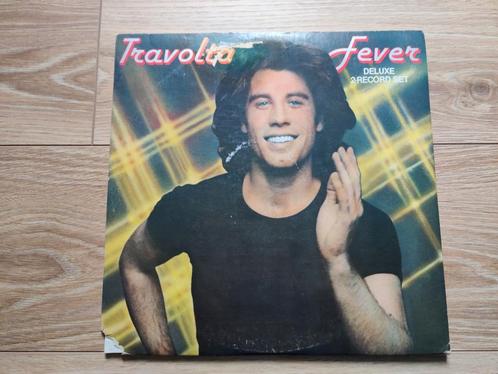 Travolta Fever
DELUXE
2-RECORD SET